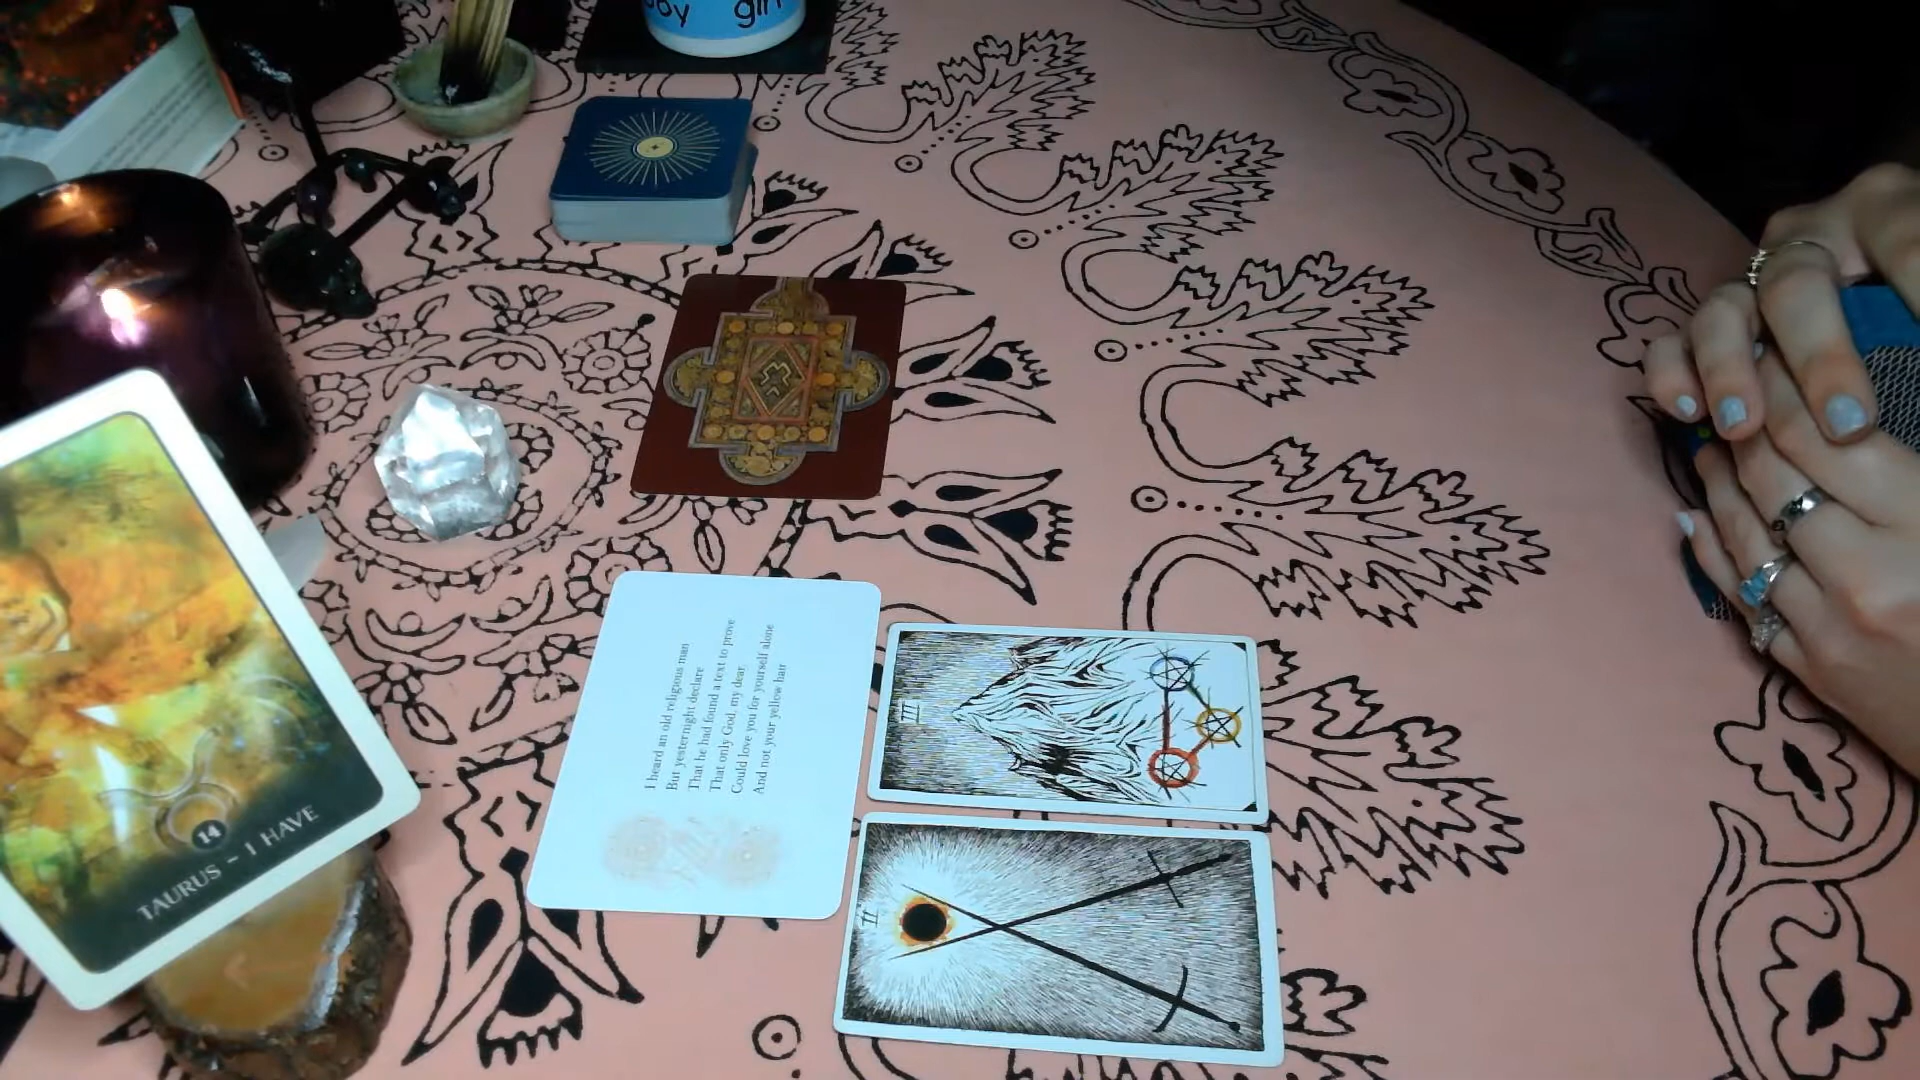 girl
I heard an old religious man
But yesternight declare
That he had found a text to prove
That only God, my dear,
Could love you for yourself alone
And not your yellow hair
III
II
14
TAURUS – I HAVE